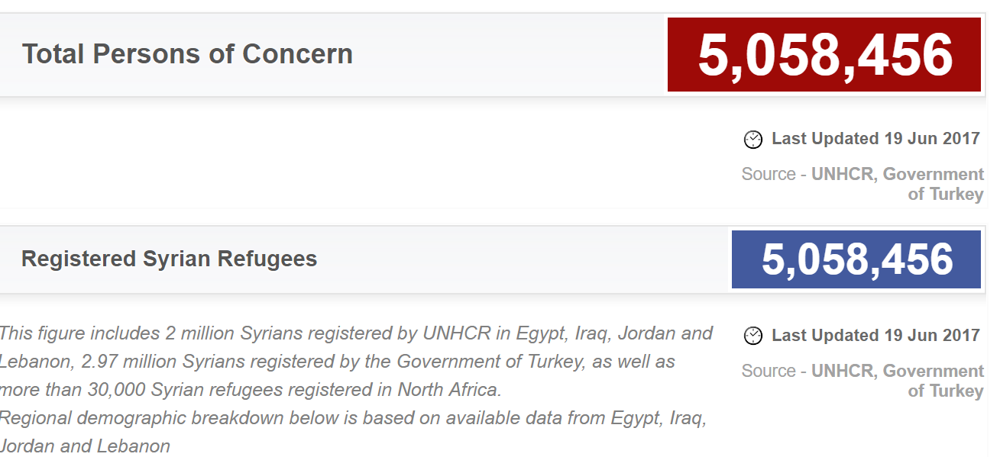 Total Persons of Concern
5,058,456
Last Updated 19 Jun 2017
Source - UNHCR, Government
of Turkey
Registered Syrian Refugees
5,058,456
This figure includes 2 million Syrians registered by UNHCR in Egypt, Iraq, Jordan and
Lebanon, 2.97 million Syrians registered by the Government of Turkey, as well as
more than 30,000 Syrian refugees registered in North Africa.
Regional demographic breakdown below is based on available data from Egypt, Iraq,
Jordan and Lebanon
Last Updated 19 Jun 2017
Source - UNHCR, Government
of Turkey